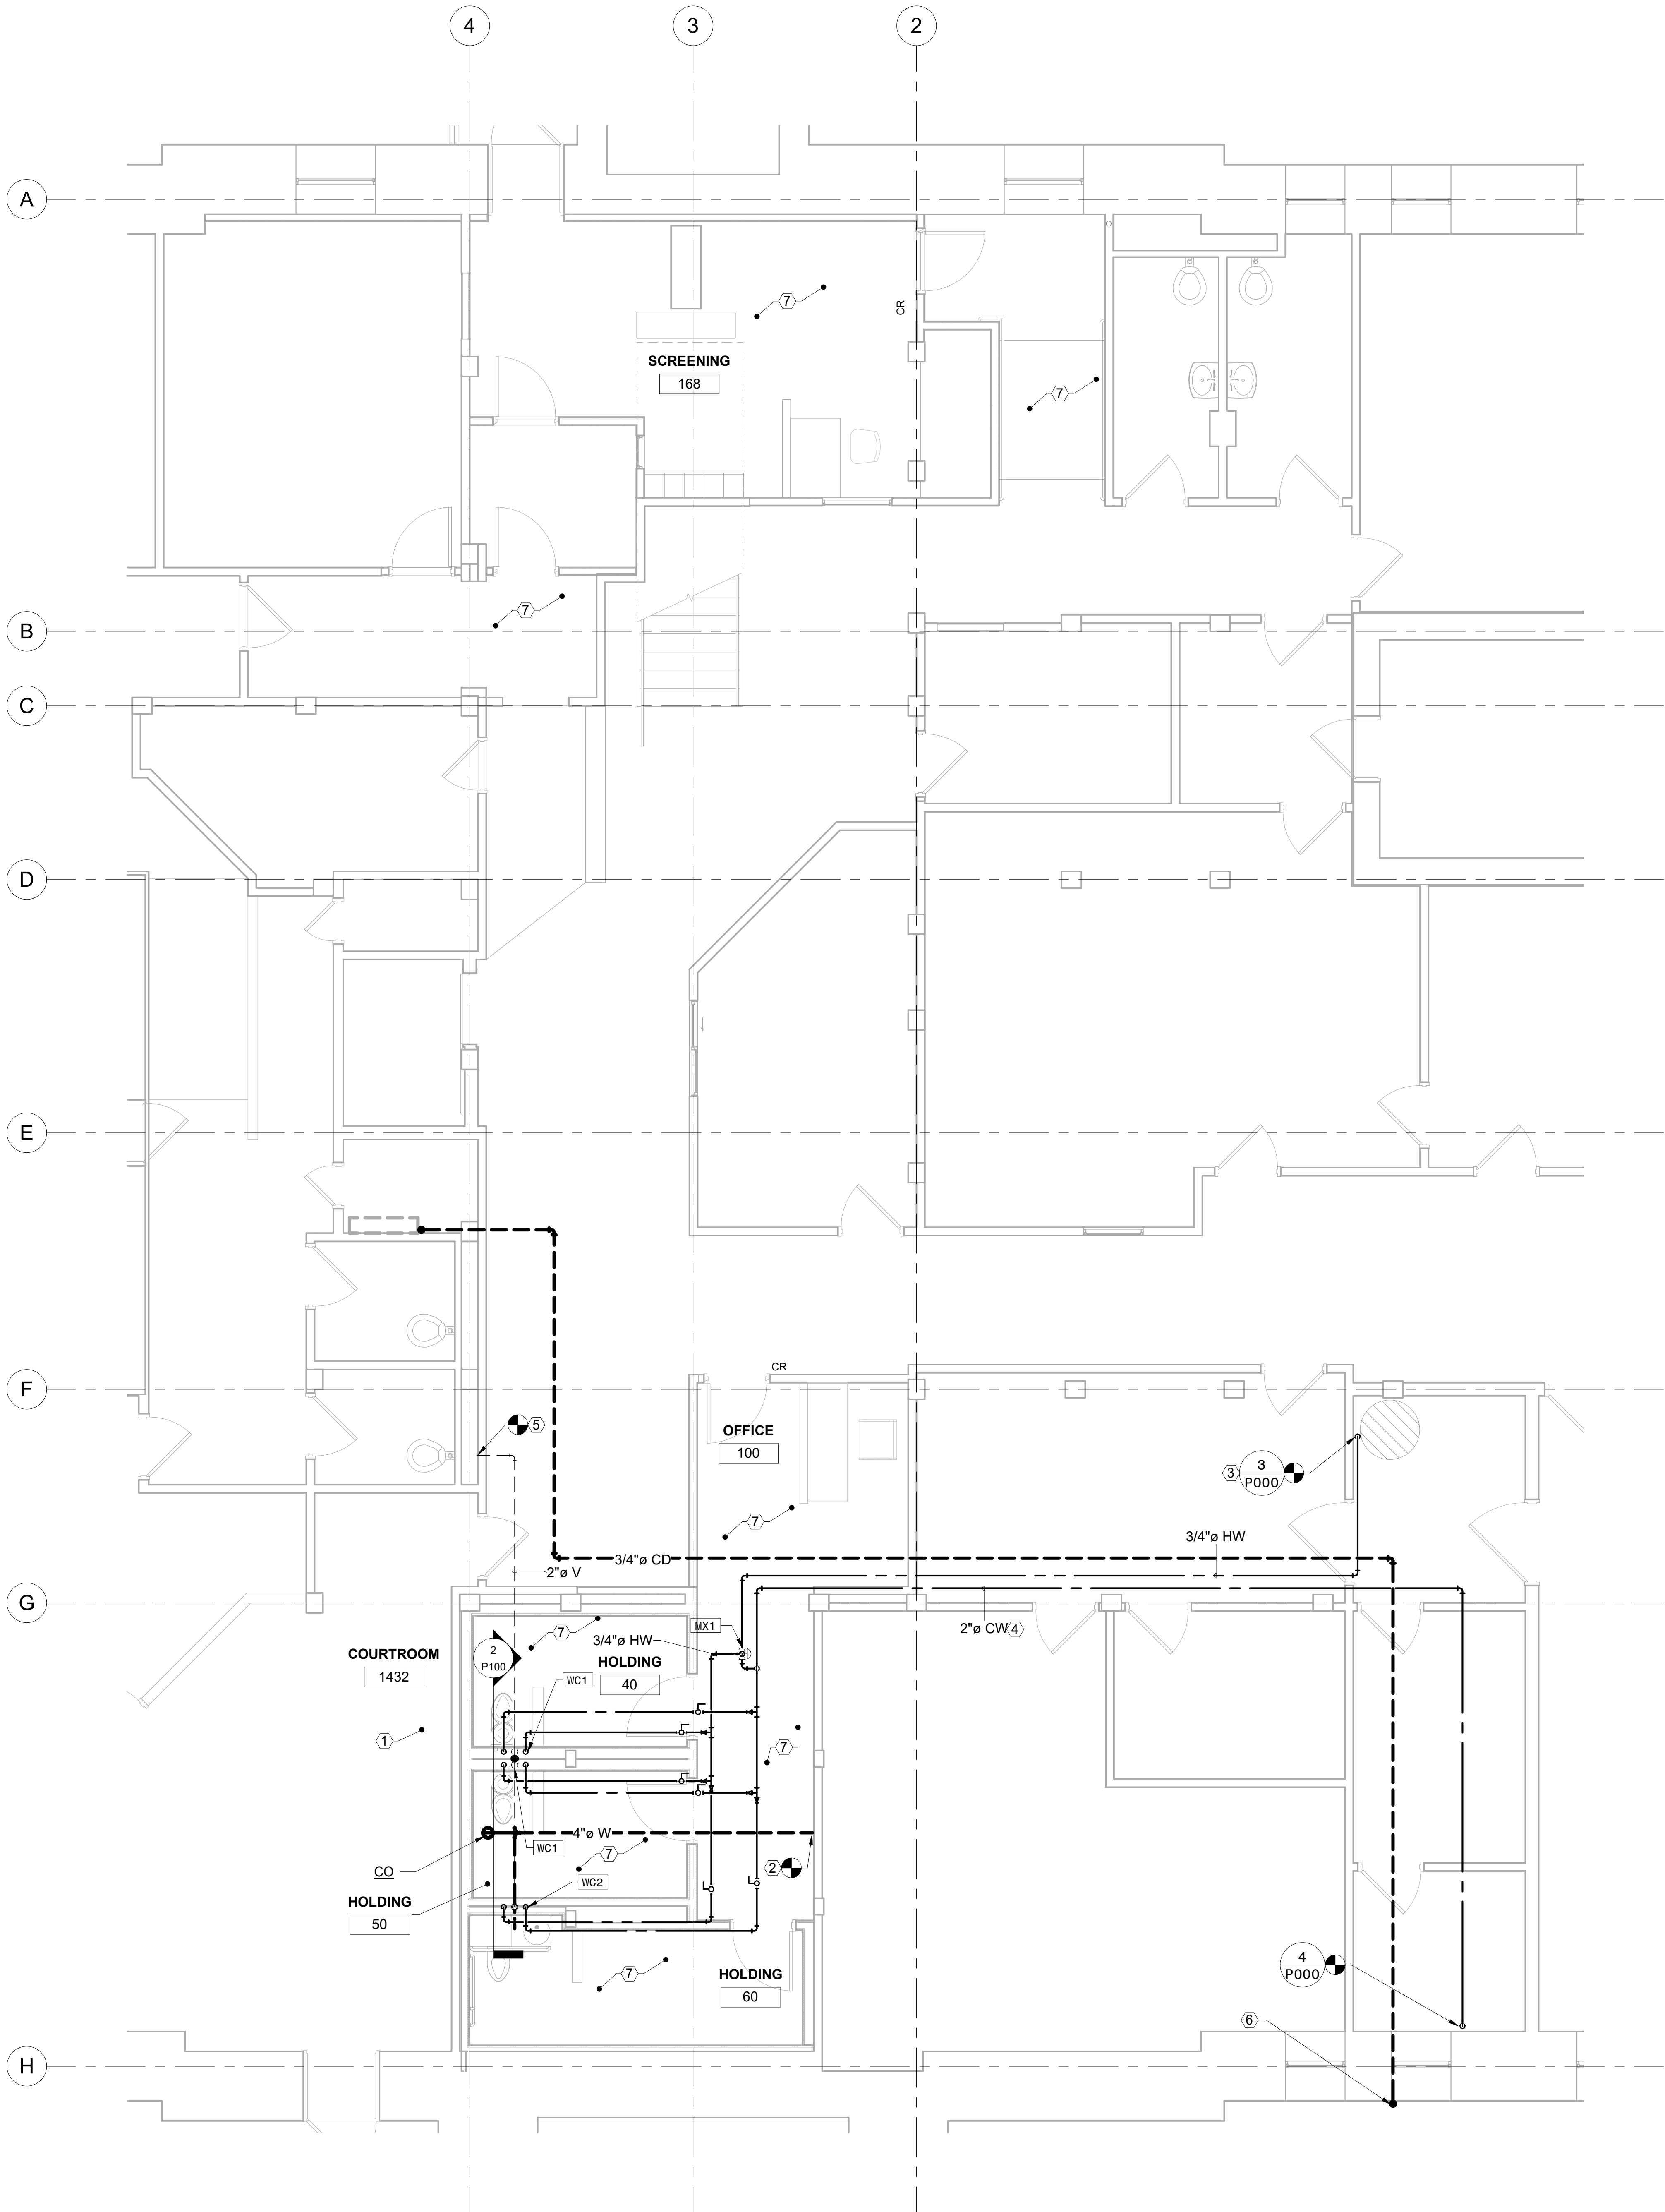 4
3
2
A
7
CR
SCREENING
168
7
7
B
C
D
E
CR
F
5
OFFICE
100
3
3
P000
7
3/4"ø HW
3/4"ø CD
2"ø V
G
2"ø CW 4
MX1
7
3/4"ø HW
2
P100
COURTROOM
1432
HOLDING
40
WC1
1
7
4"ø W
WC1
7
2
CO
WC2
HOLDING
50
4
P000
7
HOLDING
60
6
H